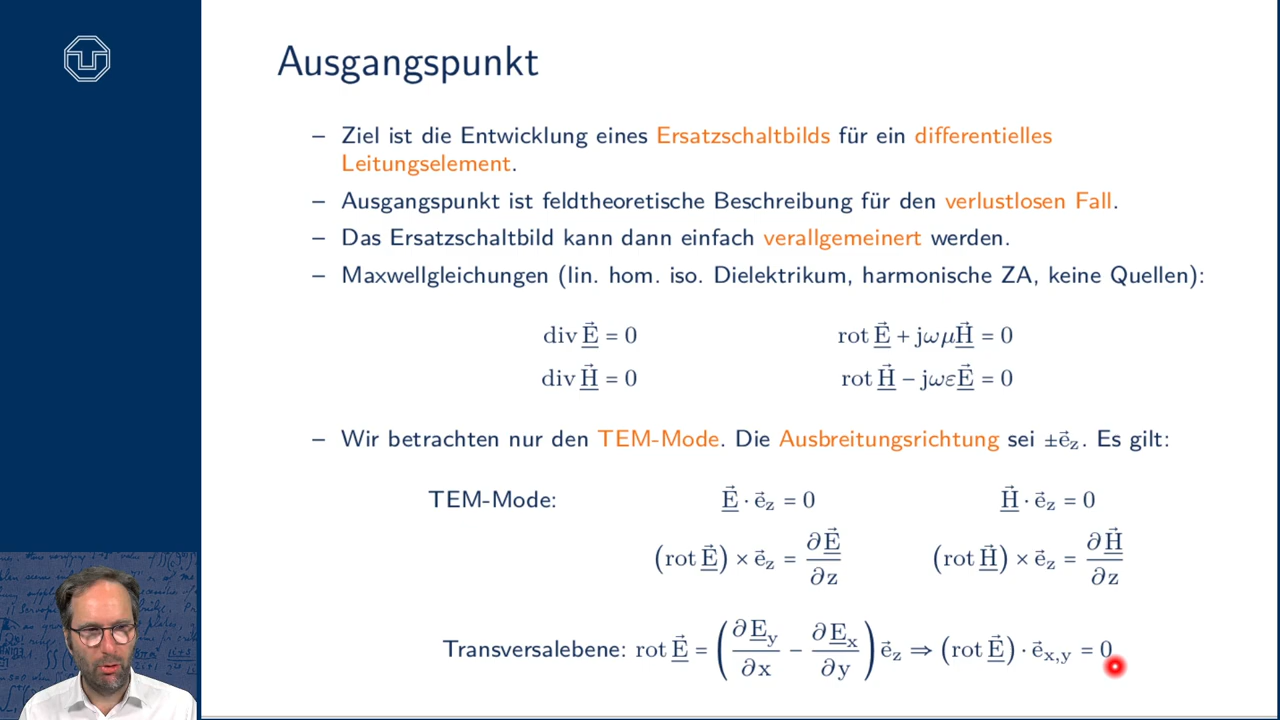 Ausgangspunkt
– Ziel ist die Entwicklung eines Ersatzschaltbilds für ein differentielles
Leitungselement.
– Ausgangspunkt ist feldtheoretische Beschreibung für den verlustlosen Fall.
– Das Ersatzschaltbild kann dann einfach verallgemeinert werden.
– Maxwellgleichungen (lin. hom. iso. Dielektrikum, harmonische ZA, keine Quellen):
div E⃗ = 0 rot E⃗ + jωμH⃗ = 0
div H⃗ = 0 rot H⃗ − jωεE⃗ = 0
– Wir betrachten nur den TEM-Mode. Die Ausbreitungsrichtung sei ±e⃗z. Es gilt:
TEM-Mode: E⃗ · e⃗z = 0 H⃗ · e⃗z = 0
(rot E⃗) × e⃗z = ∂E⃗/∂z (rot H⃗) × e⃗z = ∂H⃗/∂z
Transversalebene: rot E⃗ = (∂Ey/∂x − ∂Ex/∂y) e⃗z ⇒ (rot E⃗) · e⃗x,y = 0